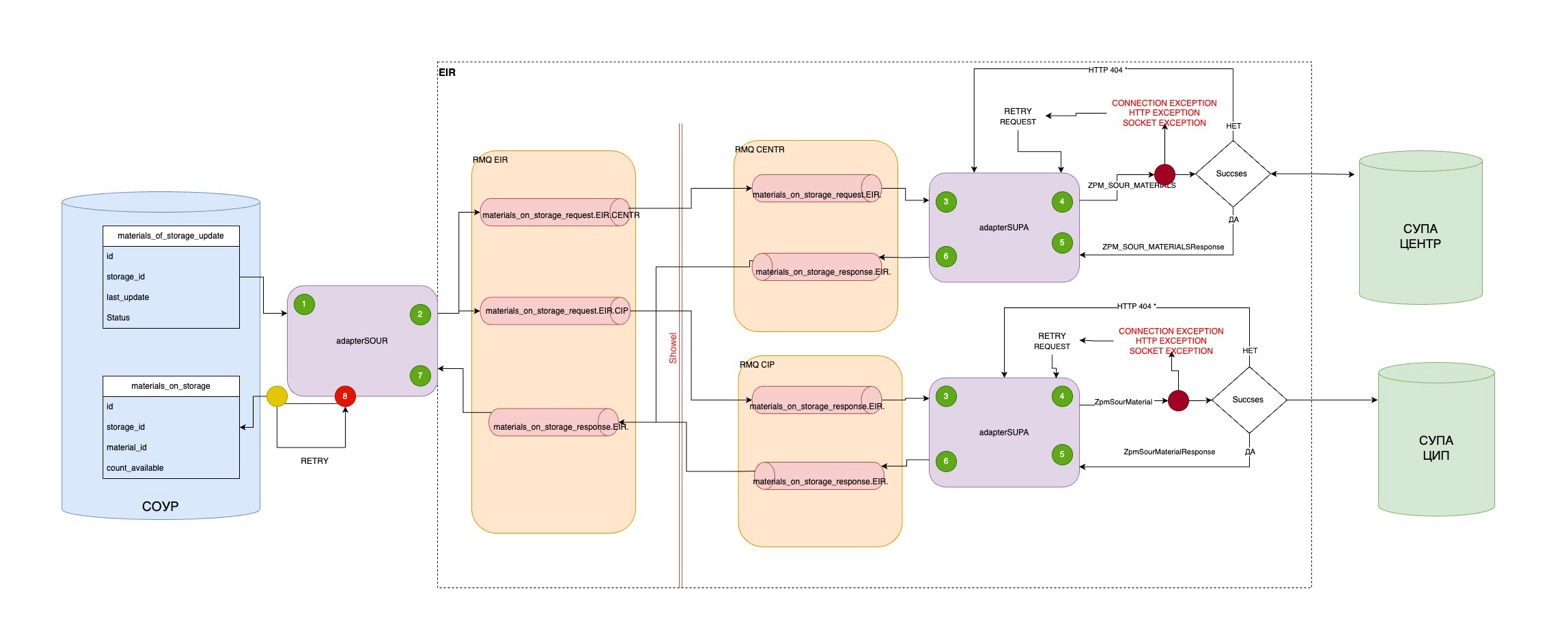 EIR
HTTP 404 *
CONNECTION EXCEPTION
HTTP EXCEPTION
SOCKET EXCEPTION
RETRY
REQUEST
НЕТ
RMQ EIR
RMQ CENTR
materials_on_storage_request.EIR.CENTR
materials_on_storage_request.EIR.
3
4
adapterSUPA
5
6
ZPM_SOUR_MATERIALS
Succses
ДА
ZPM_SOUR_MATERIALSResponse
СУПА
ЦЕНТР
materials_on_storage_response.EIR.
materials_of_storage_update
id
storage_id
last_update
Status
1
2
adapterSOUR
7
8
RETRY
materials_on_storage
id
storage_id
material_id
count_available
СОУР
materials_on_storage_request.EIR.CIP
materials_on_storage_response.EIR.
Showel
RMQ CIP
materials_on_storage_response.EIR.
materials_on_storage_response.EIR.
HTTP 404 *
CONNECTION EXCEPTION
HTTP EXCEPTION
SOCKET EXCEPTION
RETRY
REQUEST
НЕТ
3
4
adapterSUPA
5
6
ZpmSourMaterial
Succses
ДА
ZpmSourMaterialResponse
СУПА
ЦИП